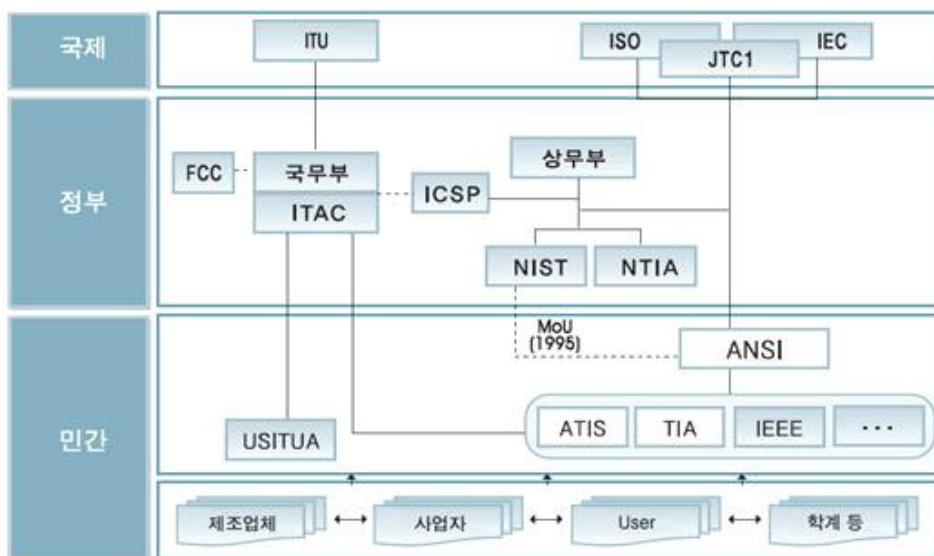 국제
ITU
ISO
JTC1
IEC
정부
FCC
국무부
ITAC
ICSP
상무부
NIST
NTIA
민간
MoU
(1995)
ANSI
USITUA
ATIS
TIA
IEEE
...
제조업체
사업자
User
학계 등